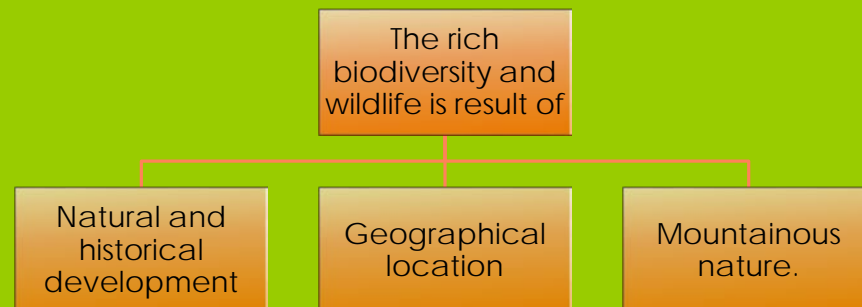 The rich
biodiversity and
wildlife is result of
Natural and
historical
development
Geographical
location
Mountainous
nature.